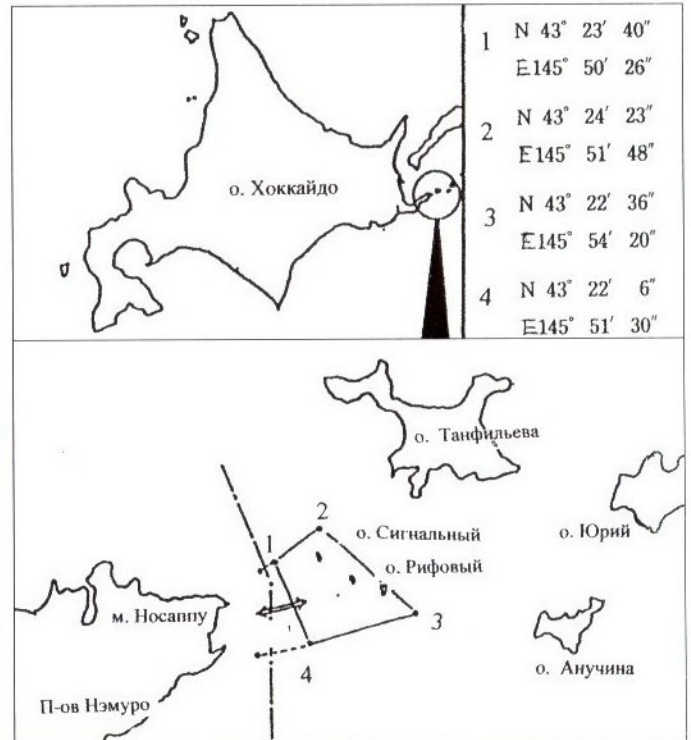 о. Хоккайдо
1
N 43° 23′ 40″
E145° 50′ 26″
2
N 43° 24′ 23″
E145° 51′ 48″
3
N 43° 22′ 36″
E145° 54′ 20″
4
N 43° 22′ 6″
E145° 51′ 30″
о. Танфильева
2
о. Сигнальный
о. Юрий
1
о. Рифовый
м. Носаппу
3
4
о. Анучина
П-ов Нэмуро